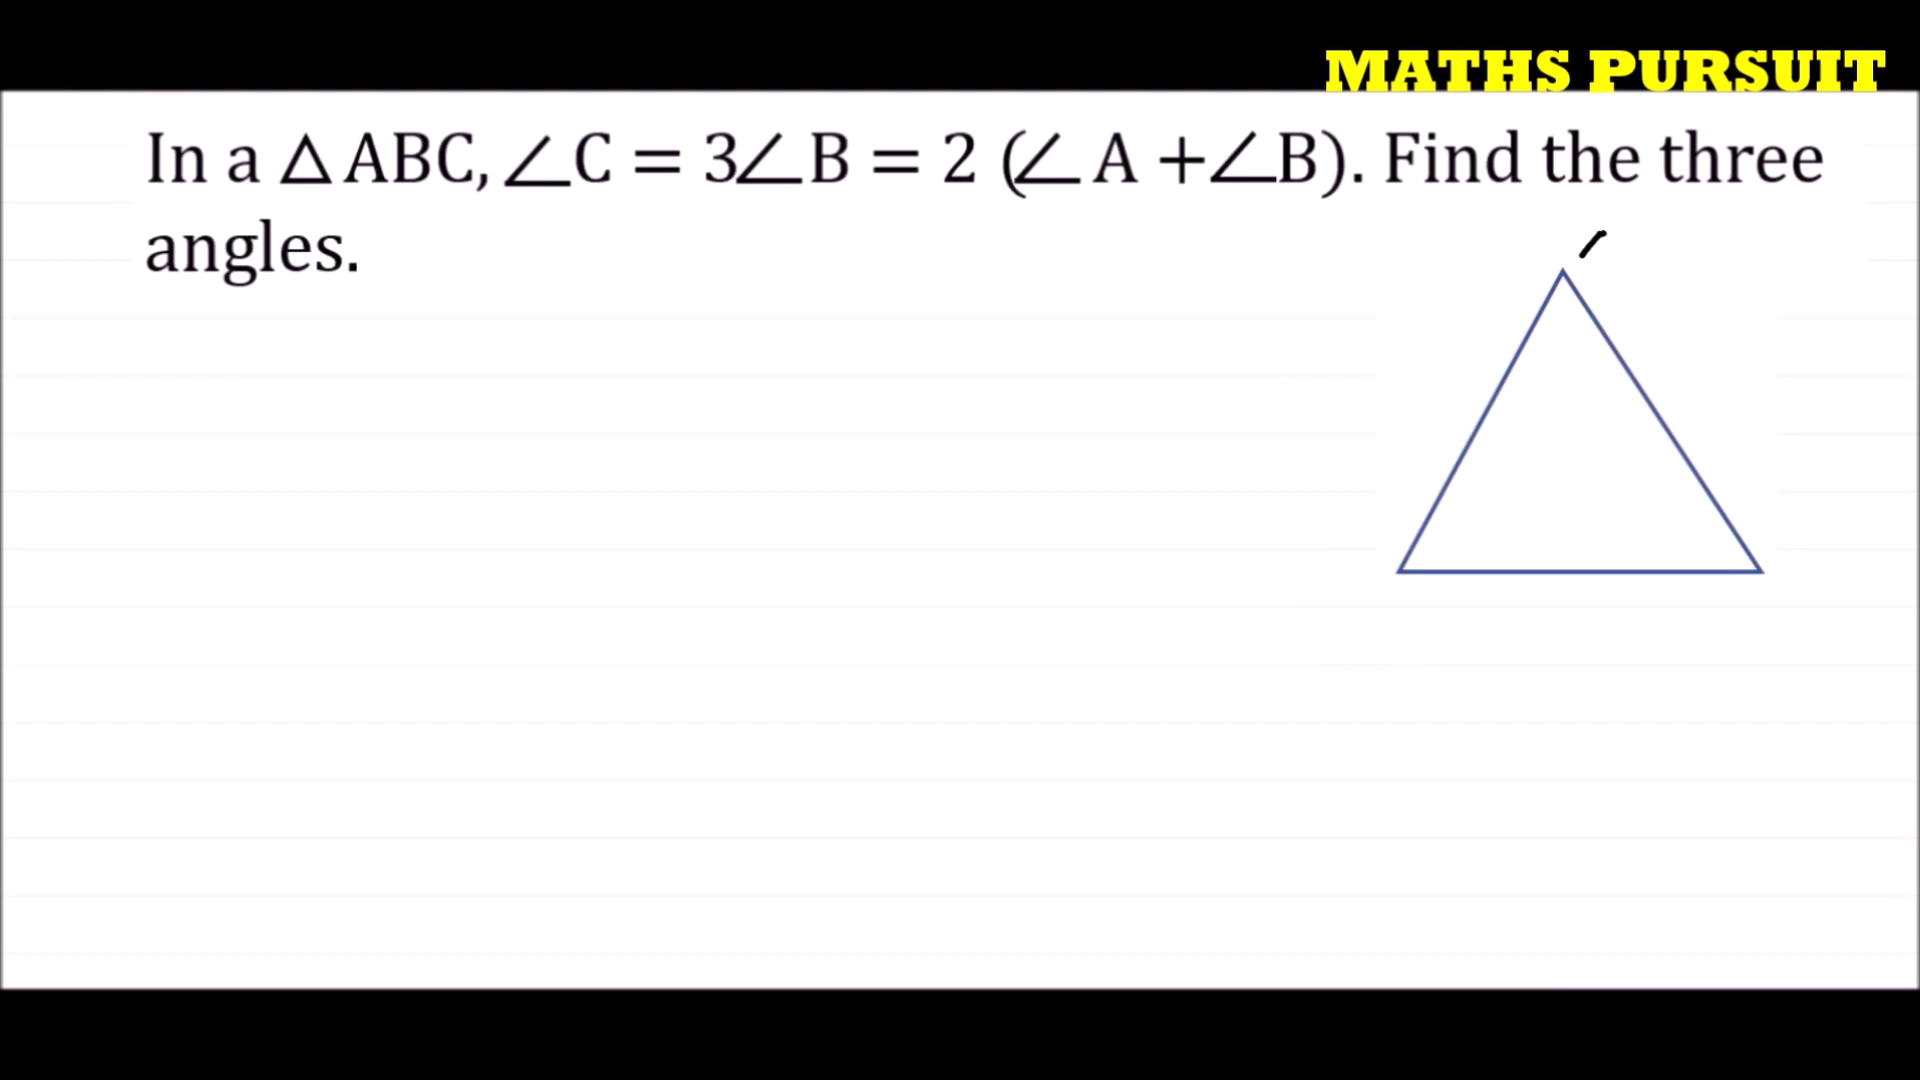 MATHS PURSUIT
In a △ ABC, ∠C = 3∠B = 2 (∠ A +∠B). Find the three
angles.